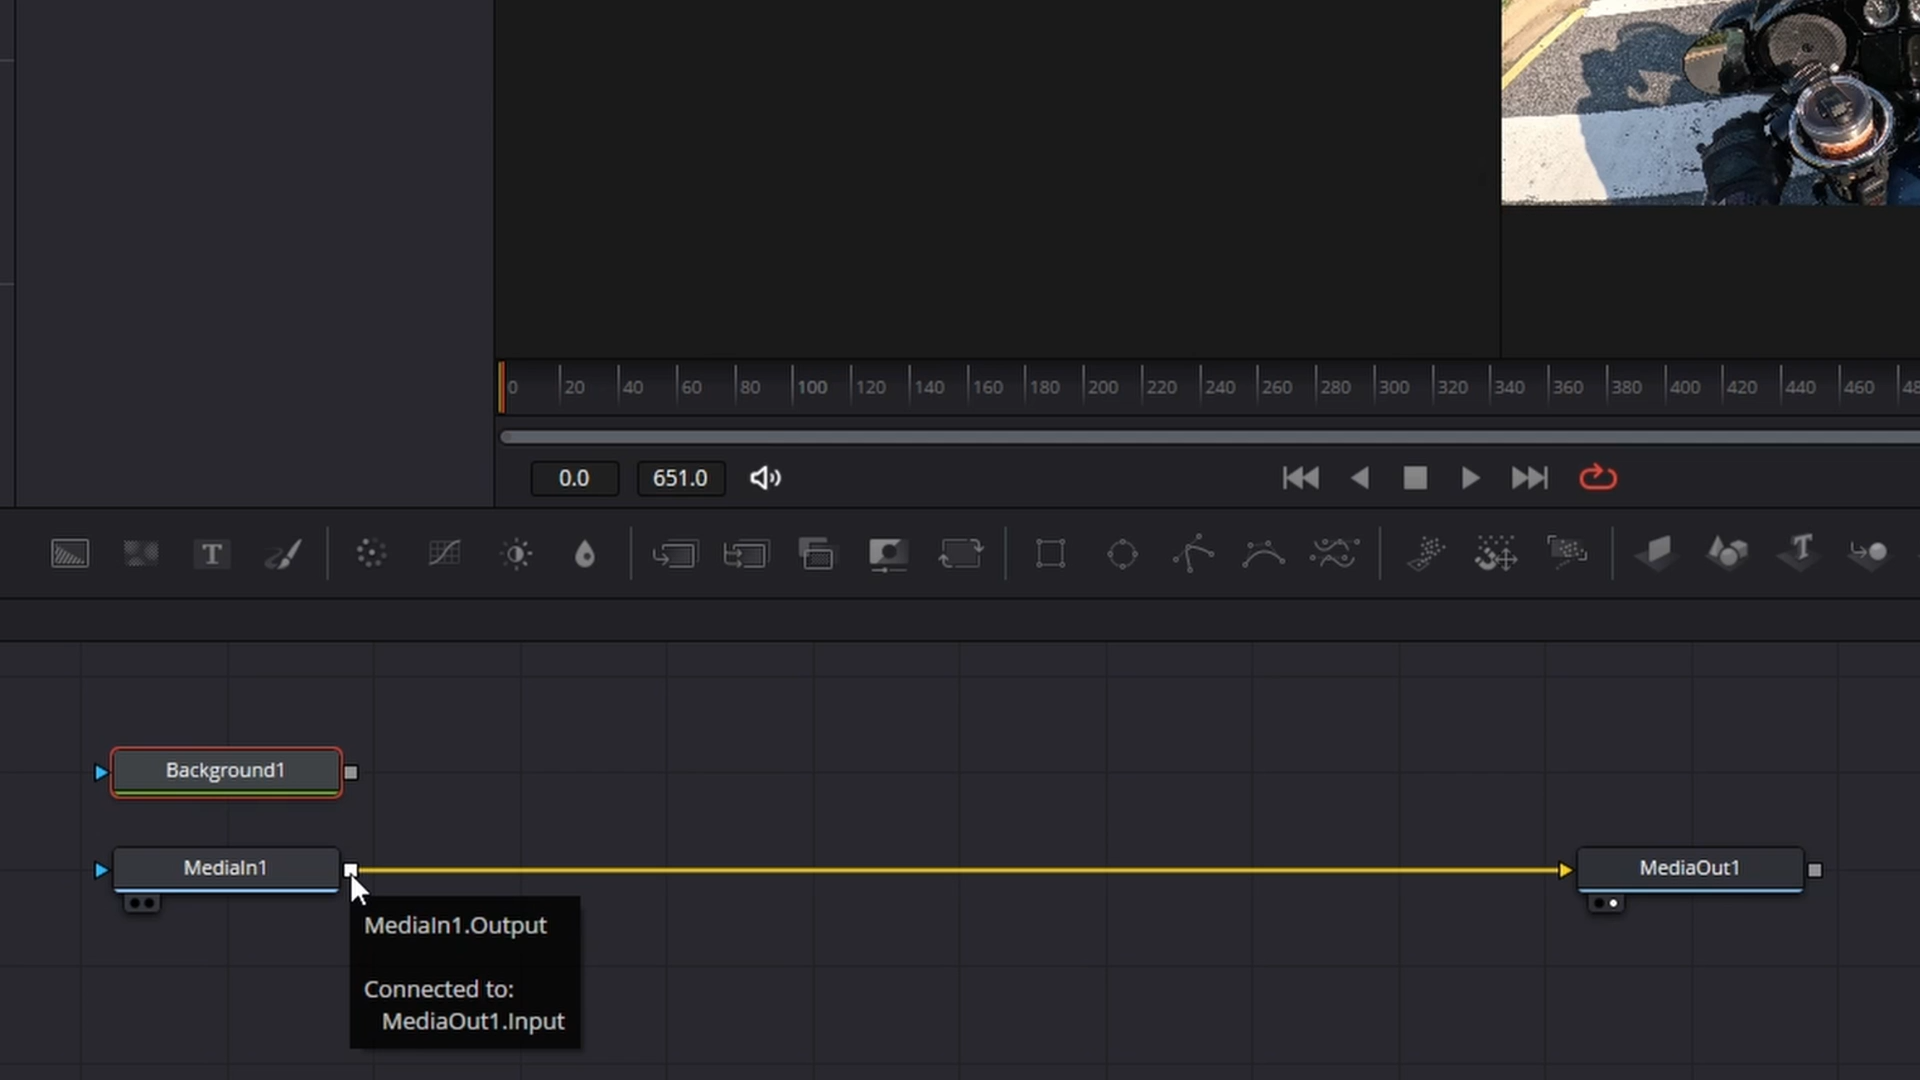 0 20 40 60 80 100 120 140 160 180 200 220 240 260 280 300 320 340 360 380 400 420 440 460 48
0.0 651.0
T
Background1
MediaIn1
MediaOut1
MediaIn1.Output
Connected to:
MediaOut1.Input